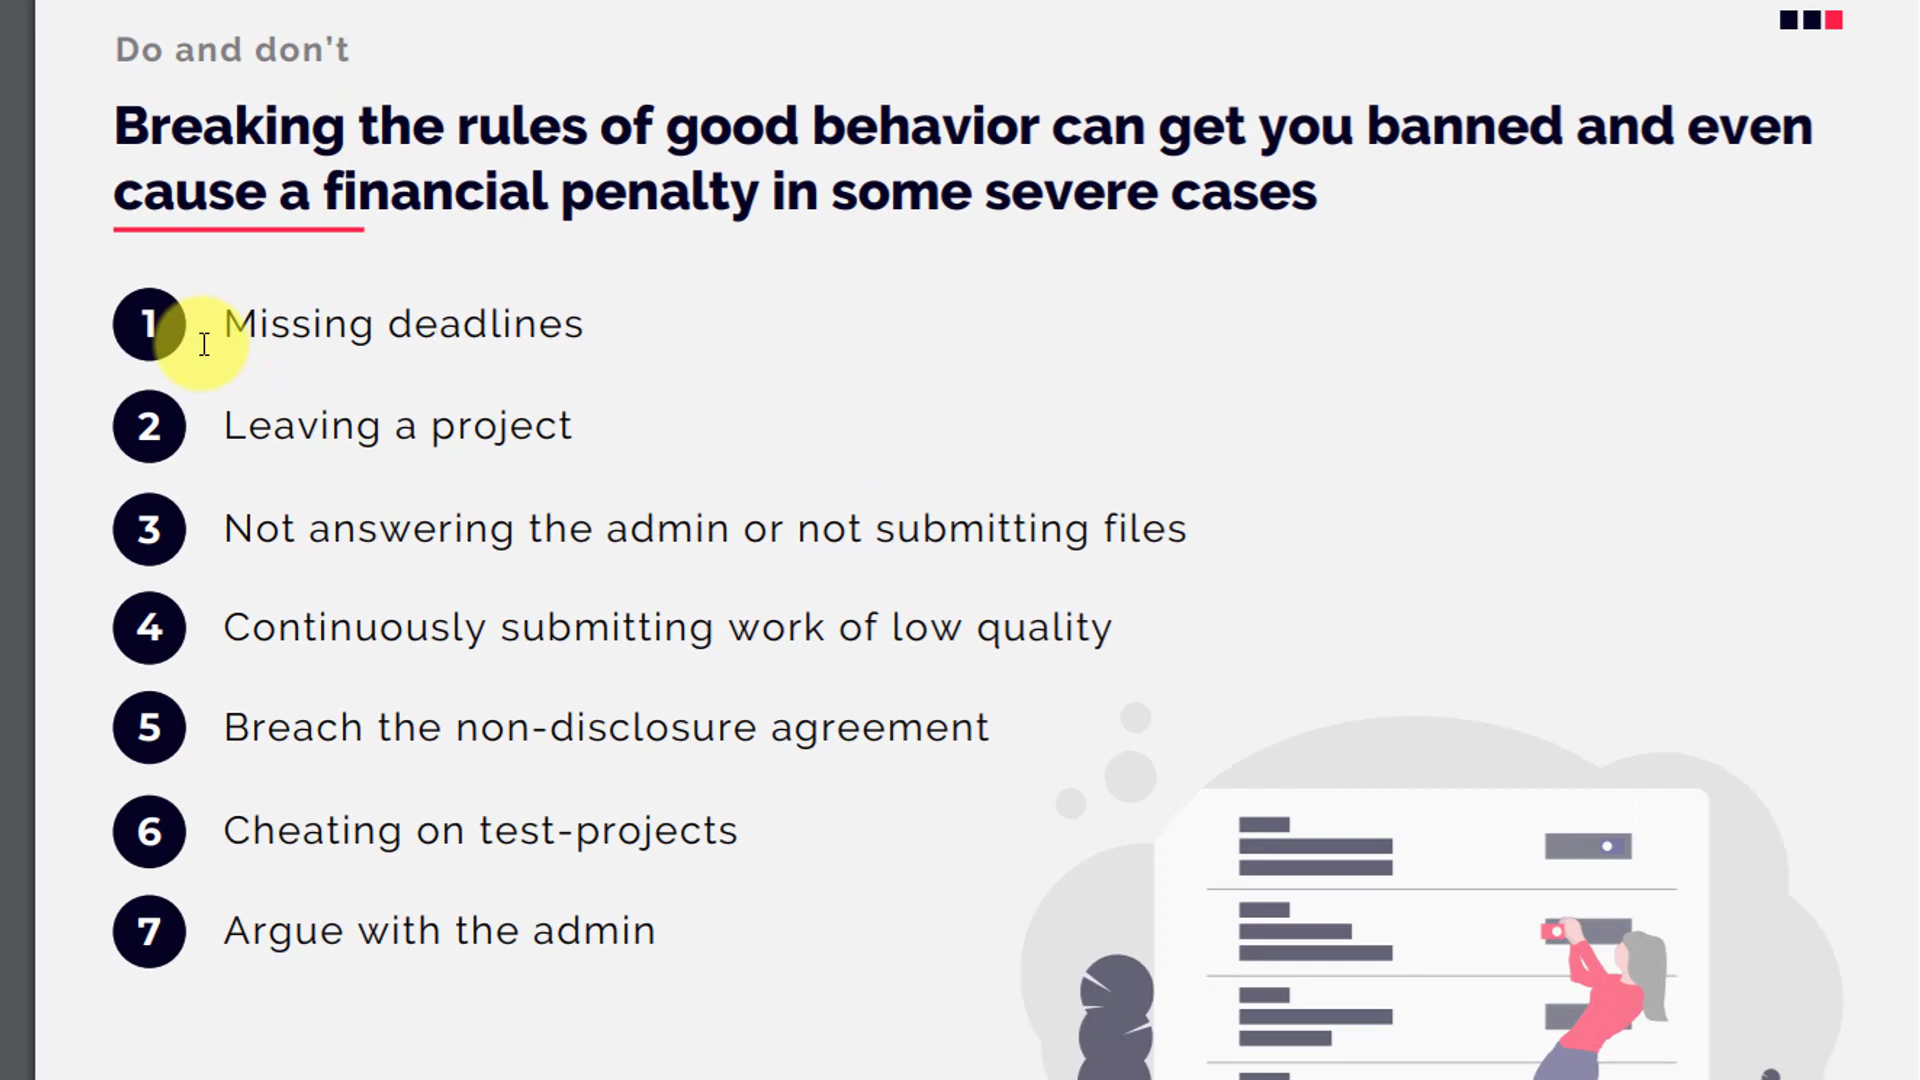 Do and don't
Breaking the rules of good behavior can get you banned and even
cause a financial penalty in some severe cases
1 Missing deadlines
2 Leaving a project
3 Not answering the admin or not submitting files
4 Continuously submitting work of low quality
5 Breach the non-disclosure agreement
6 Cheating on test-projects
7 Argue with the admin